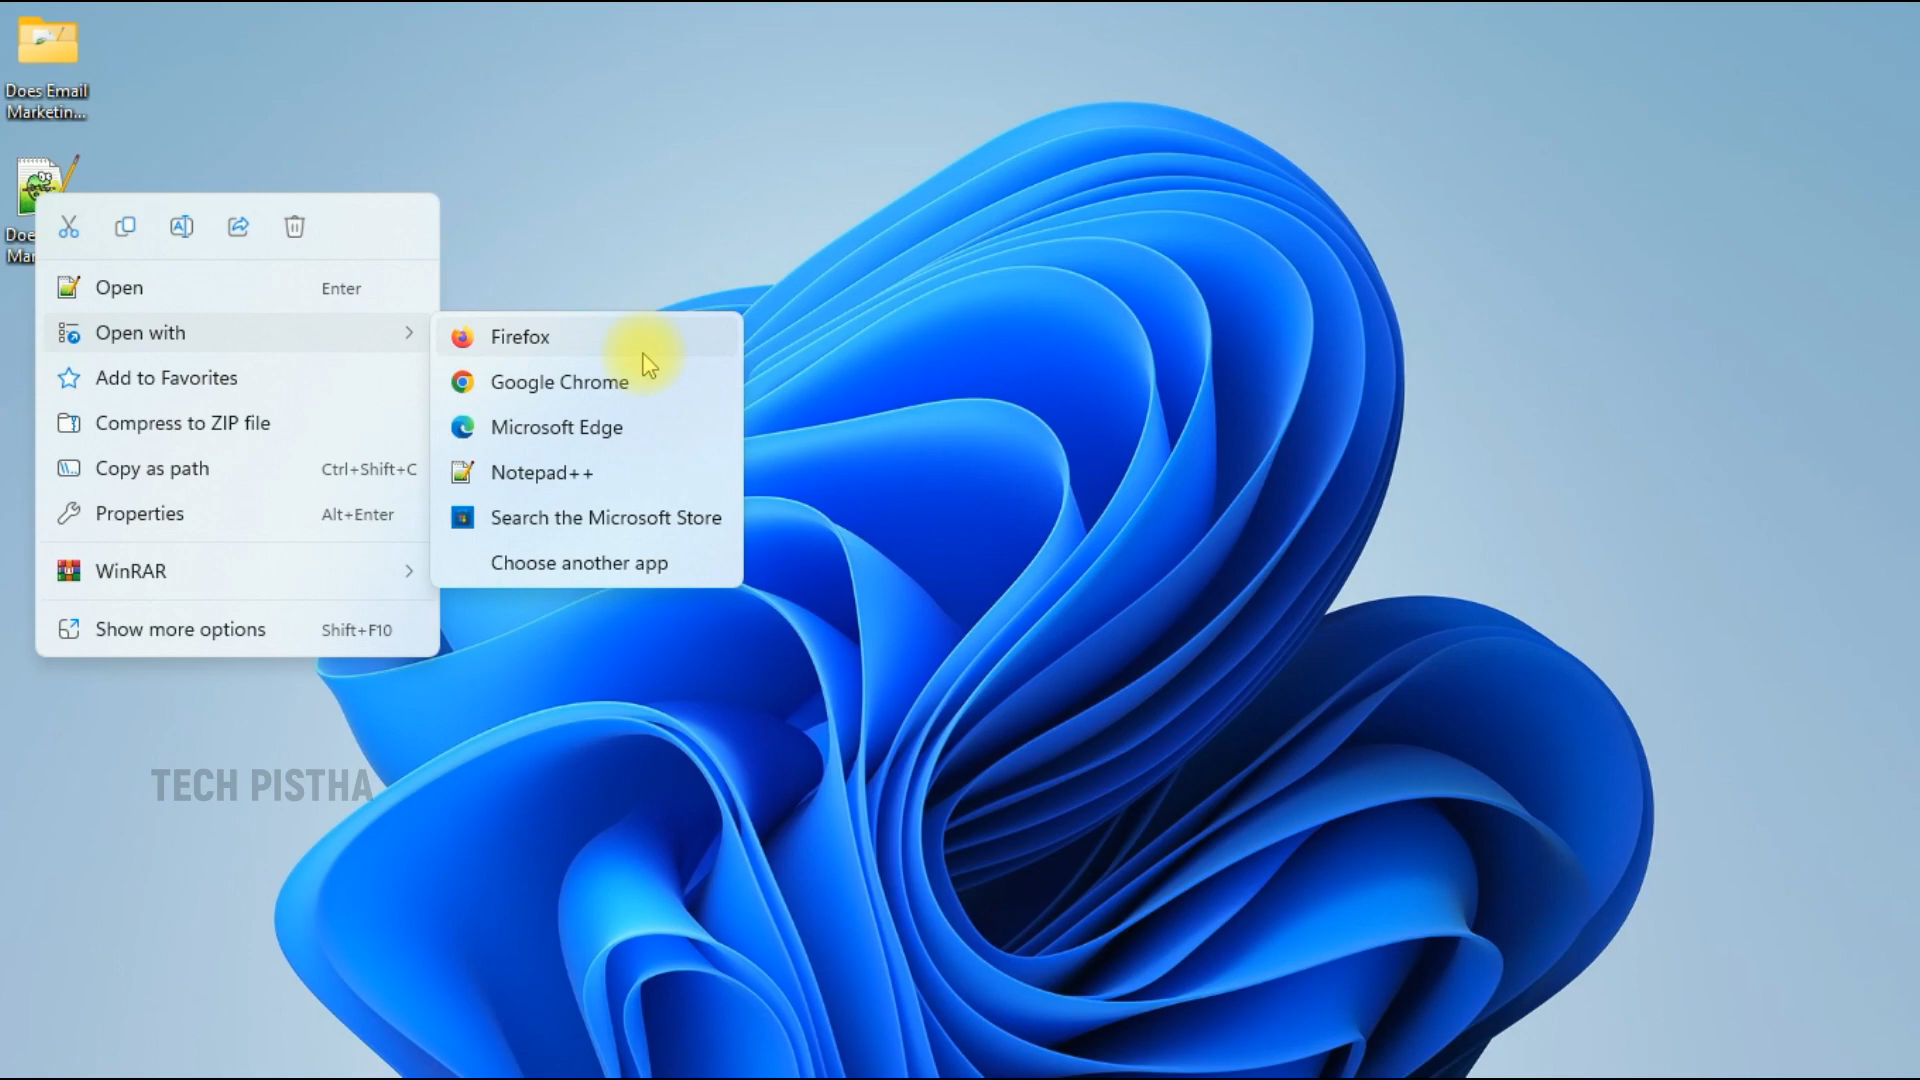 Does Email
Marketin...
Doe
Mar
Open Enter
Open with
Add to Favorites
Compress to ZIP file
Copy as path Ctrl+Shift+C
Properties Alt+Enter
WinRAR
Show more options Shift+F10
Firefox
Google Chrome
Microsoft Edge
Notepad++
Search the Microsoft Store
Choose another app
TECH PISTHA